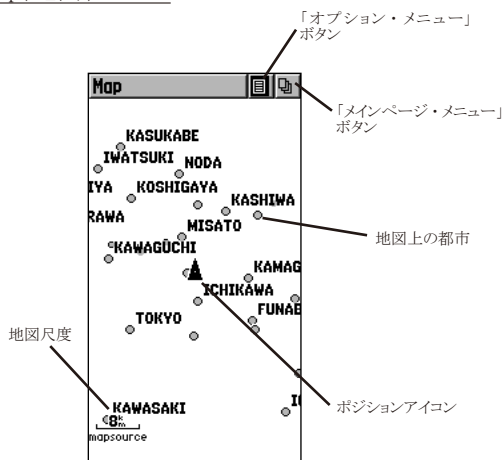 「オプション・メニュー」
ボタン
Map
「メインページ・メニュー」
ボタン
KASUKABE
IWATSUKI
NODA
IYA
KOSHIGAYA
KASHIWA
RAWA
MISATO
地図上の都市
KAWAGUCHI
KAMAG
ICHIKAWA
FUNAB
TOKYO
地図尺度
KAWASAKI
8km
mapsource
ポジションアイコン